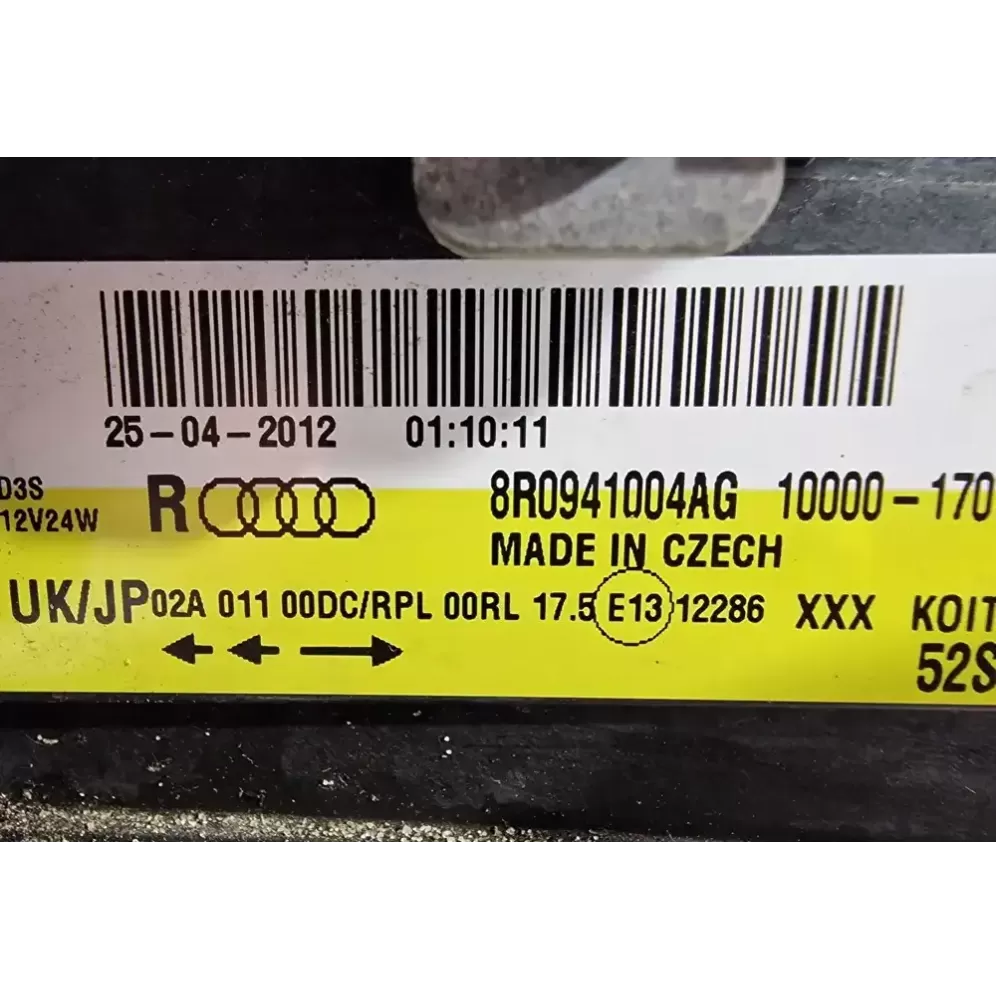 25-04-2012 01:10:11
D3S
12V24W
R
8R0941004AG 10000-170
MADE IN CZECH
UK/JP 02A 011 00DC/RPL 00RL 17.5 E13 12286 XXX KOIT
52S